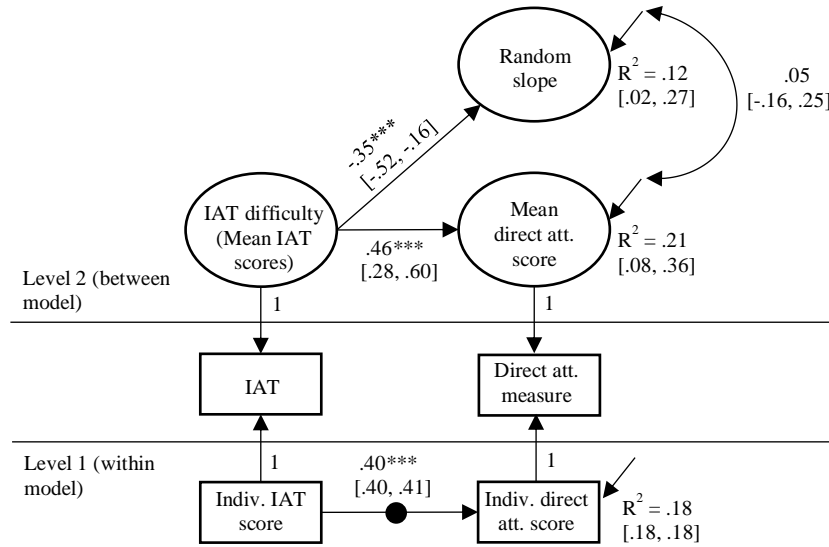 Random
slope
R² = .12
[.02, .27]
.05
[-.16, .25]
-.35***
[-.52, -.16]
IAT difficulty
(Mean IAT
scores)
.46***
[.28, .60]
Mean
direct att.
score
R² = .21
[.08, .36]
Level 2 (between
model)
1
1
IAT
Direct att.
measure
Level 1 (within
model)
1
1
Indiv. IAT
score
.40***
[.40, .41]
Indiv. direct
att. score
R² = .18
[.18, .18]